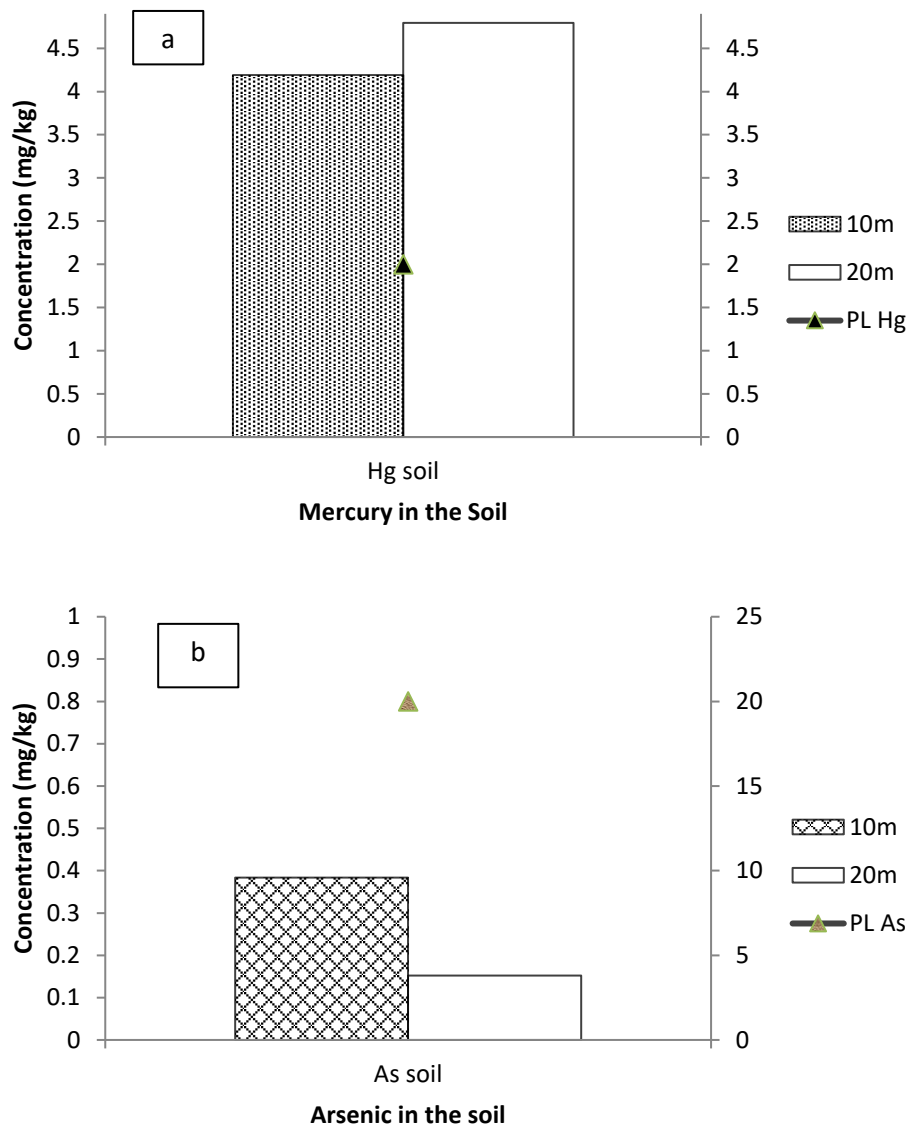 a
Concentration (mg/kg)
4.5
4
3.5
3
2.5
2
1.5
1
0.5
0
4.5
4
3.5
3
2.5
2
1.5
1
0.5
0
10m
20m
PL Hg
Hg soil
Mercury in the Soil
b
Concentration (mg/kg)
1
0.9
0.8
0.7
0.6
0.5
0.4
0.3
0.2
0.1
0
25
20
15
10
5
0
10m
20m
PL As
As soil
Arsenic in the soil